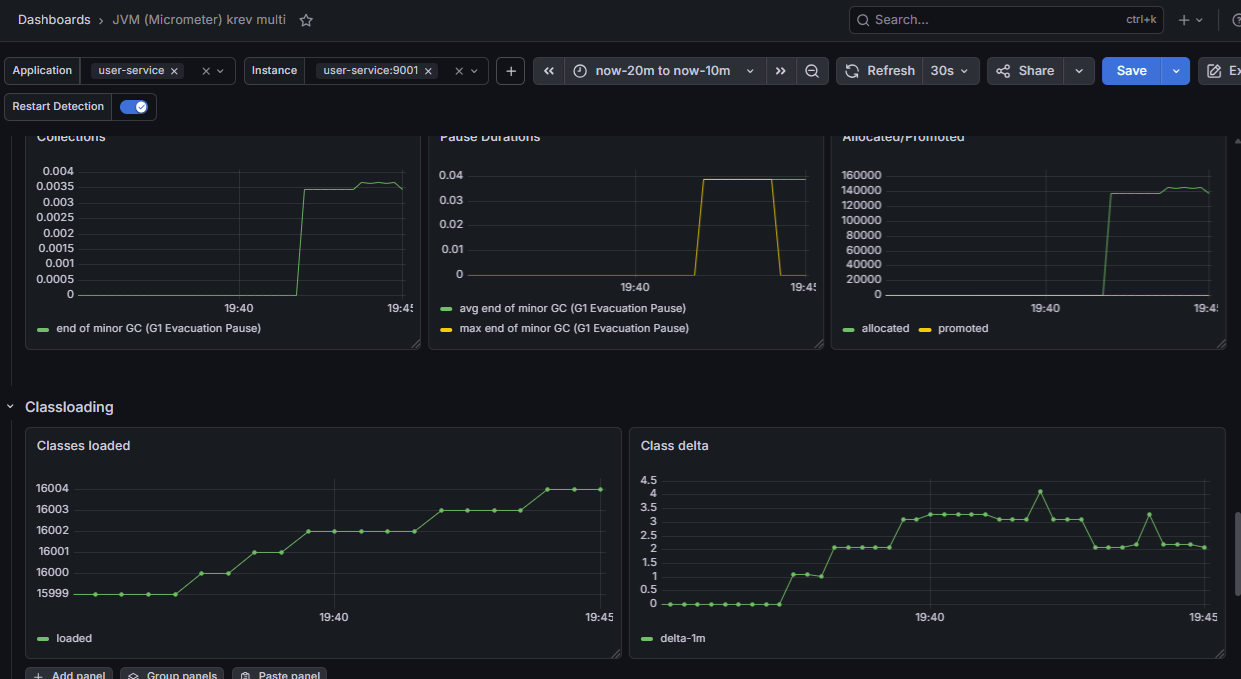 Dashboards › JVM (Micrometer) krev multi
Search... ctrl+k
Application user-service Instance user-service:9001 now-20m to now-10m Refresh 30s Share Save Ex
Restart Detection
Collections
0.004
0.0035
0.003
0.0025
0.002
0.0015
0.001
0.0005
0
19:40 19:45
end of minor GC (G1 Evacuation Pause)
Pause Durations
0.04
0.03
0.02
0.01
0
19:40 19:45
avg end of minor GC (G1 Evacuation Pause)
max end of minor GC (G1 Evacuation Pause)
Allocated/Promoted
160000
140000
120000
100000
80000
60000
40000
20000
0
19:40 19:45
allocated promoted
Classloading
Classes loaded
16004
16003
16002
16001
16000
15999
19:40 19:45
loaded
Class delta
4.5
4
3.5
3
2.5
2
1.5
1
0.5
0
19:40 19:45
delta-1m
Add panel Group panels Paste panel